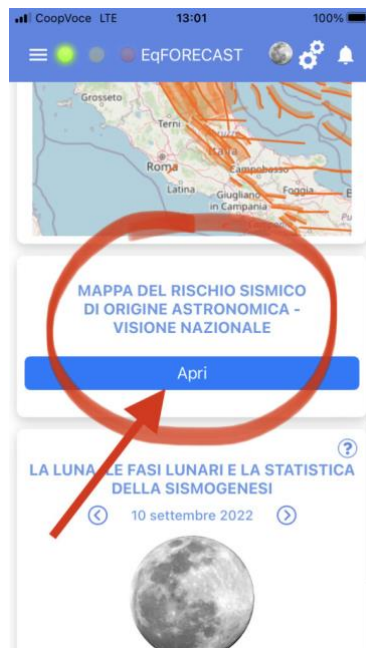 CoopVoce LTE 13:01 100%
EqFORECAST
Grosseto
Terni
Roma
Campobasso
Latina
Giugliano
in Campania
Foggia
MAPPA DEL RISCHIO SISMICO
DI ORIGINE ASTRONOMICA -
VISIONE NAZIONALE
Apri
?
LA LUNA, LE FASI LUNARI E LA STATISTICA
DELLA SISMOGENESI
10 settembre 2022